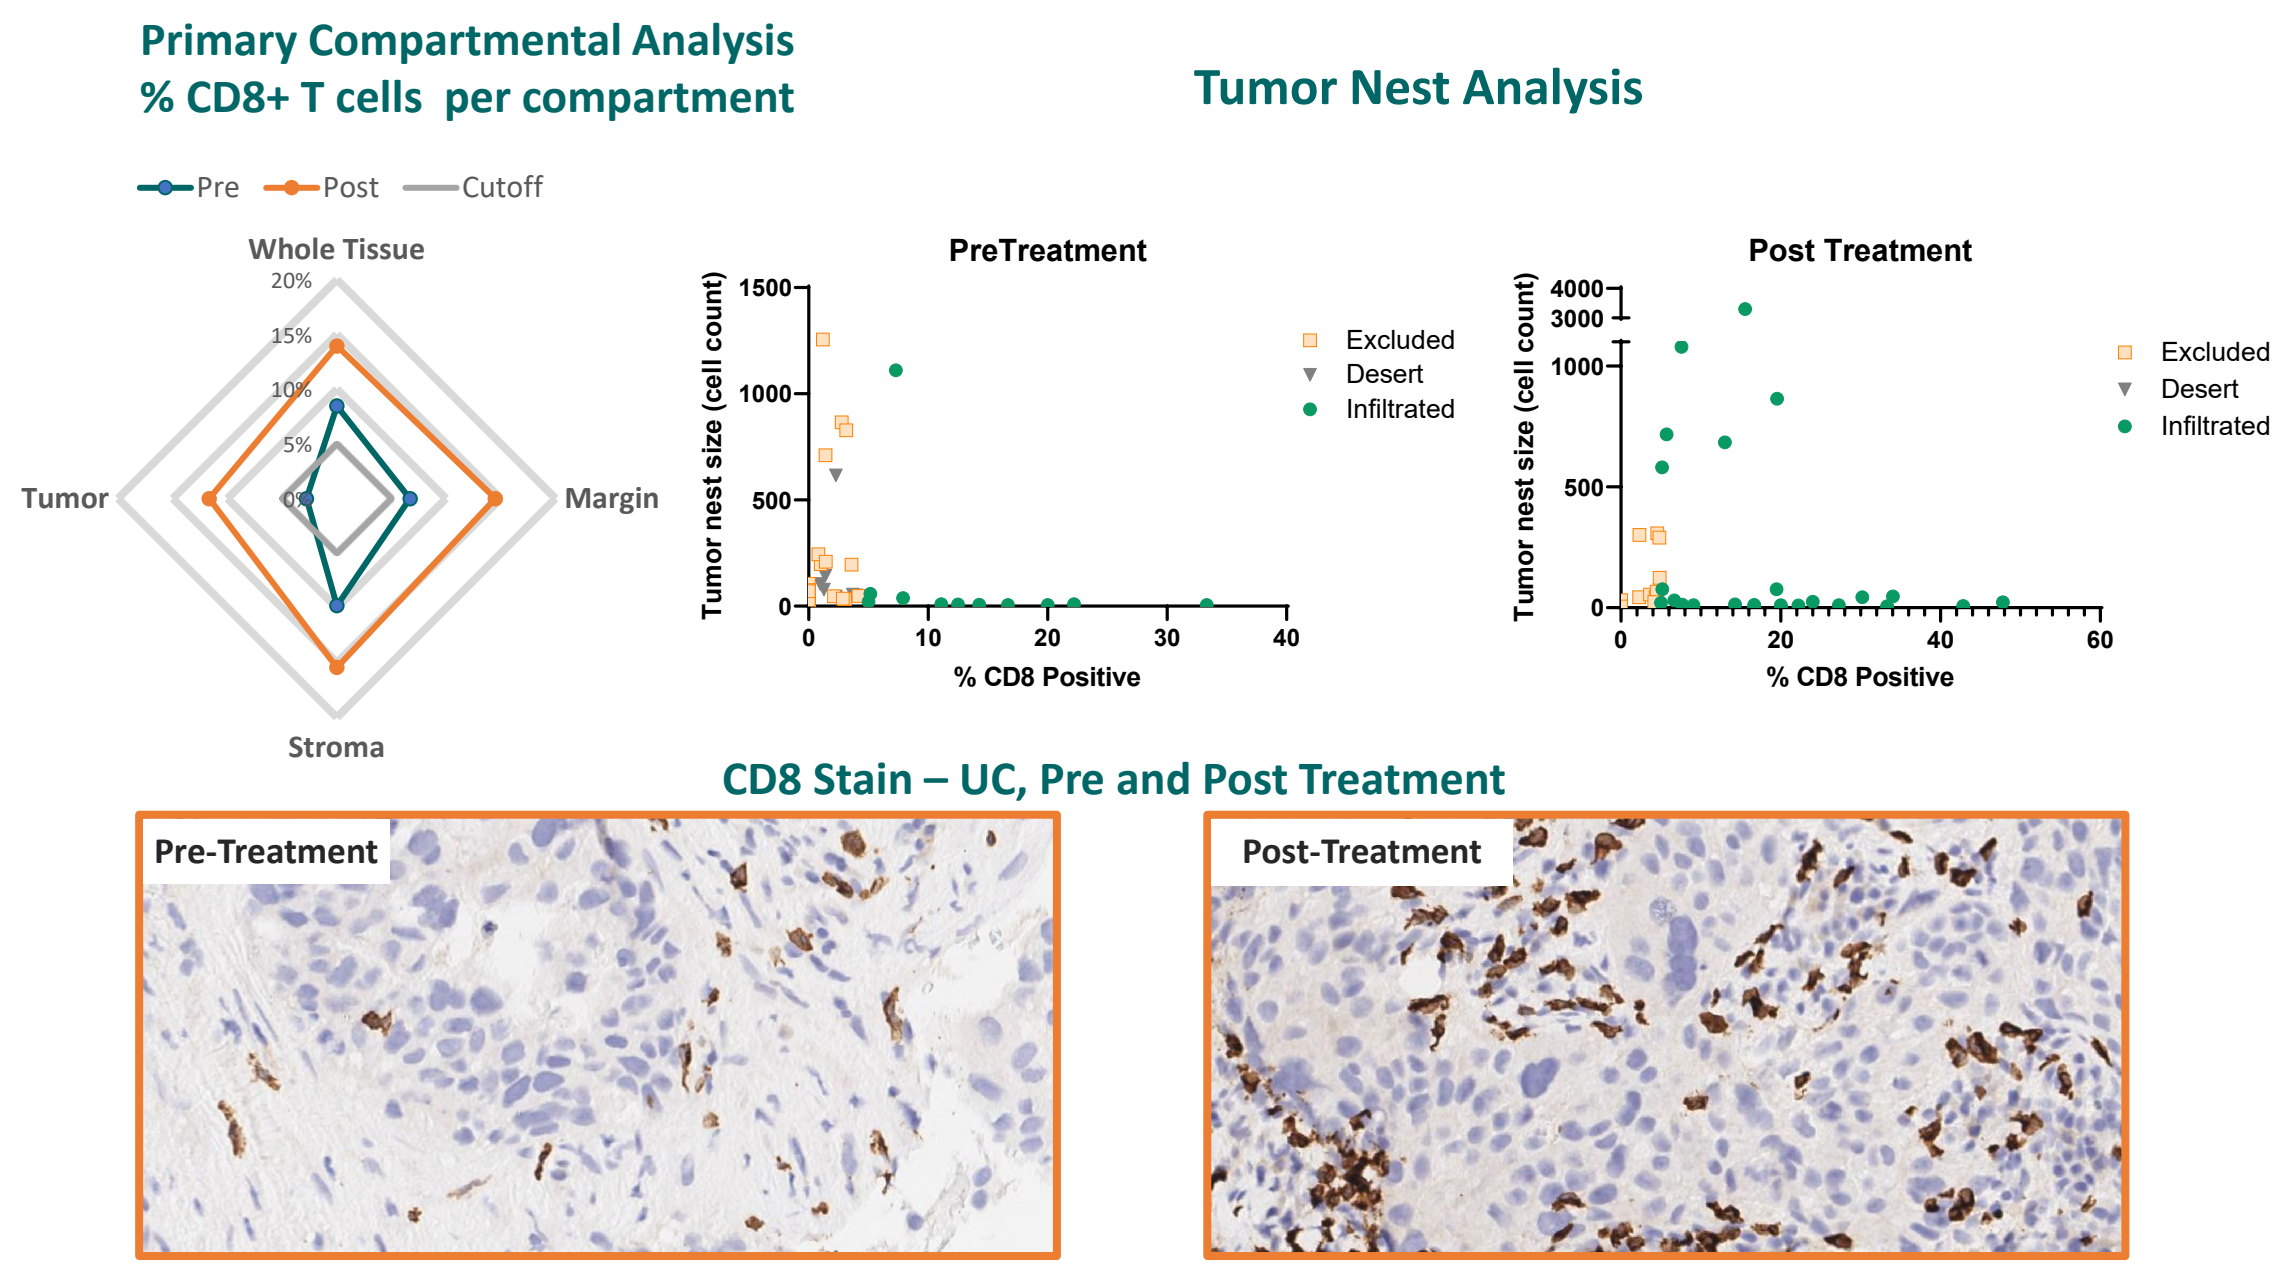 Primary Compartmental Analysis
% CD8+ T cells per compartment
Tumor Nest Analysis
Pre
Post
Cutoff
Whole Tissue
20%
15%
10%
5%
0%
Tumor
Margin
Stroma
PreTreatment
Tumor nest size (cell count)
1500
1000
500
0
0
10
20
30
40
% CD8 Positive
Excluded
Desert
Infiltrated
Post Treatment
Tumor nest size (cell count)
4000
3000
1000
500
0
0
20
40
60
% CD8 Positive
Excluded
Desert
Infiltrated
CD8 Stain – UC, Pre and Post Treatment
Pre-Treatment
Post-Treatment